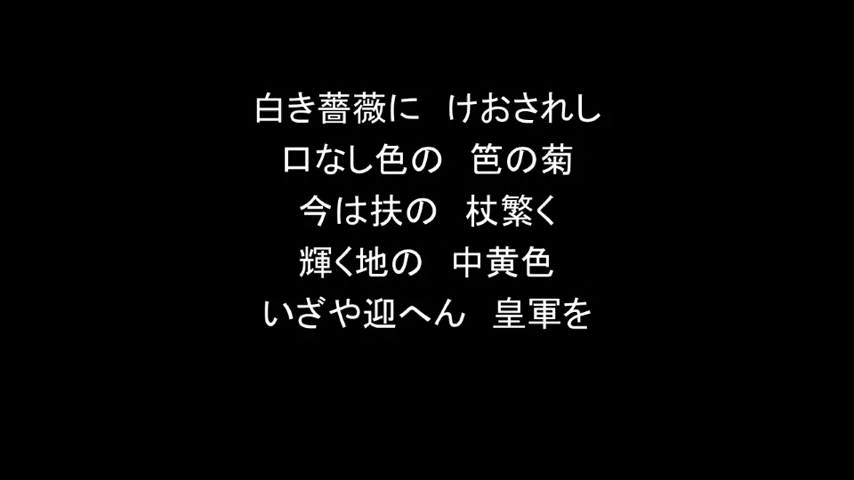 白き薔薇に　けおされし
口なし色の　笆の菊
今は扶の　杖繁く
輝く地の　中黄色
いざや迎へん　皇軍を